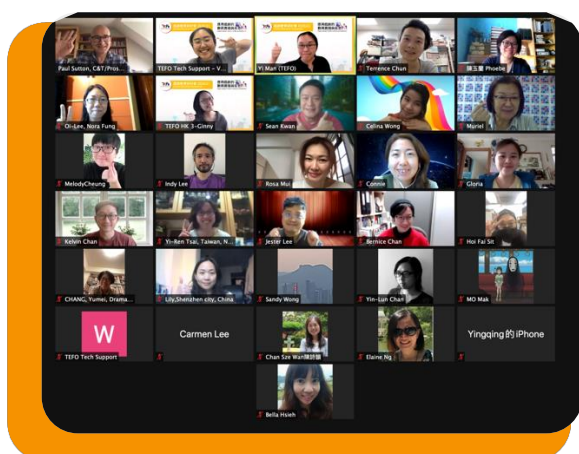 Paul Sutton, C&T/Pros...
TEFO Tech Support – V...
Yi Man (TEFO)
Terrence Chan
Phoebe
Oi-Lee, Nora Fung
TEFO HK 3-Ginny
Sean Kwan
Celina Wong
Muriel
MelodyCheung
Indy Lee
Rosa Mui
Connie
Gloria
Kelvin Chan
Yi-Ren Tsai, Taiwan, N...
Jester Lee
Bernice Chan
Hoi Fai Sit
CHANG, Yumei, Drama...
Lily,Shenzhen city, China
Sandy Wong
Yin-Lun Chan
MO Mak
W
TEFO Tech Support
Carmen Lee
Chan Sze Wan
Elaine Ng
Yingqing的iPhone
Bella Hsieh